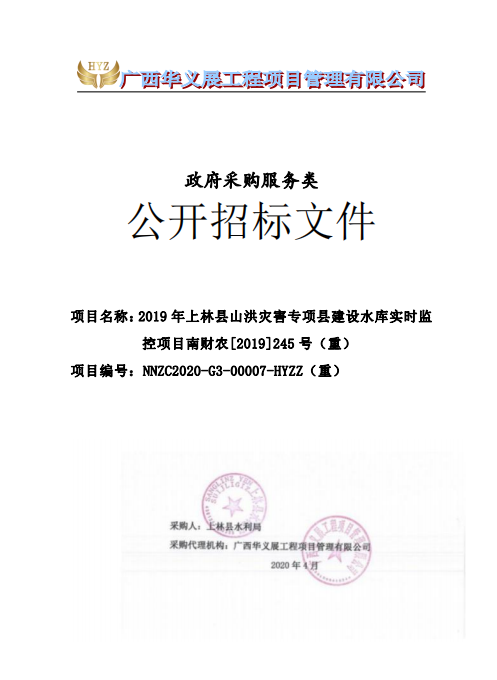 HYZ
广西华义展工程项目管理有限公司
政府采购服务类
公开招标文件
项目名称：2019年上林县山洪灾害专项县建设水库实时监
控项目南财农[2019]245号（重）
项目编号：NNZC2020-G3-00007-HYZZ（重）
采购人：上林县水利局
采购代理机构：广西华义展工程项目管理有限公司
2020年4月